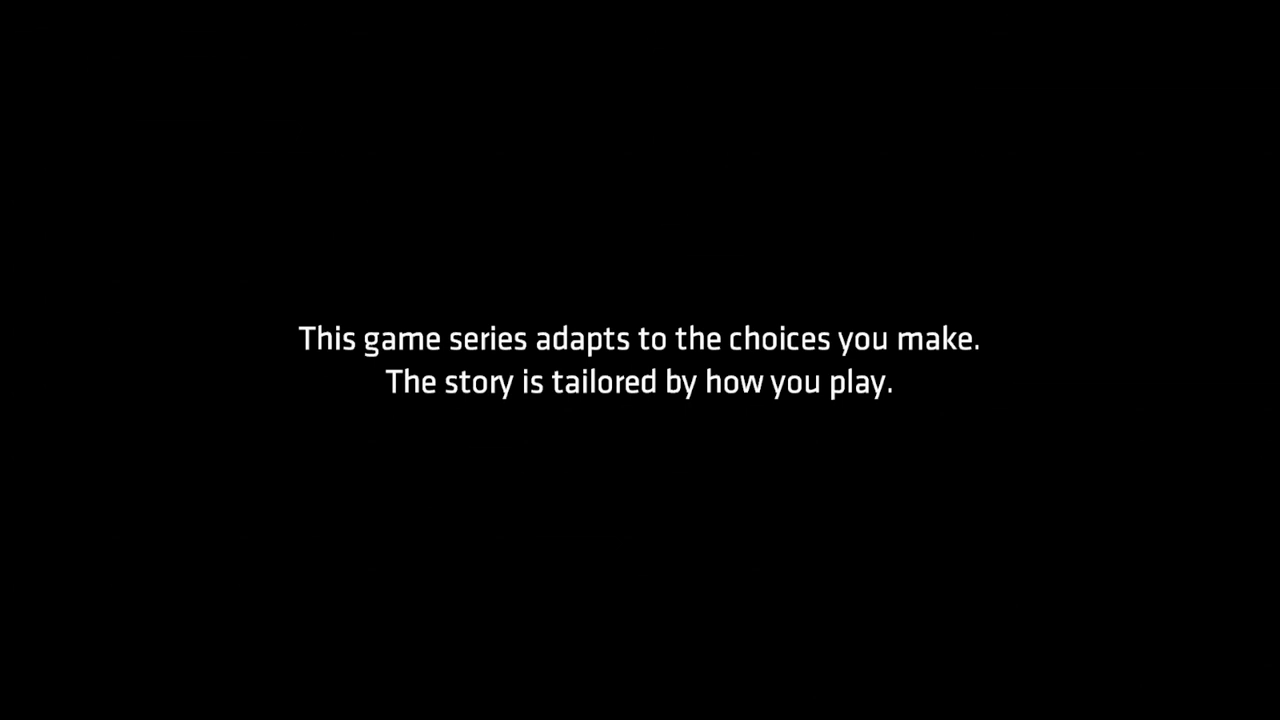 This game series adapts to the choices you make.
The story is tailored by how you play.